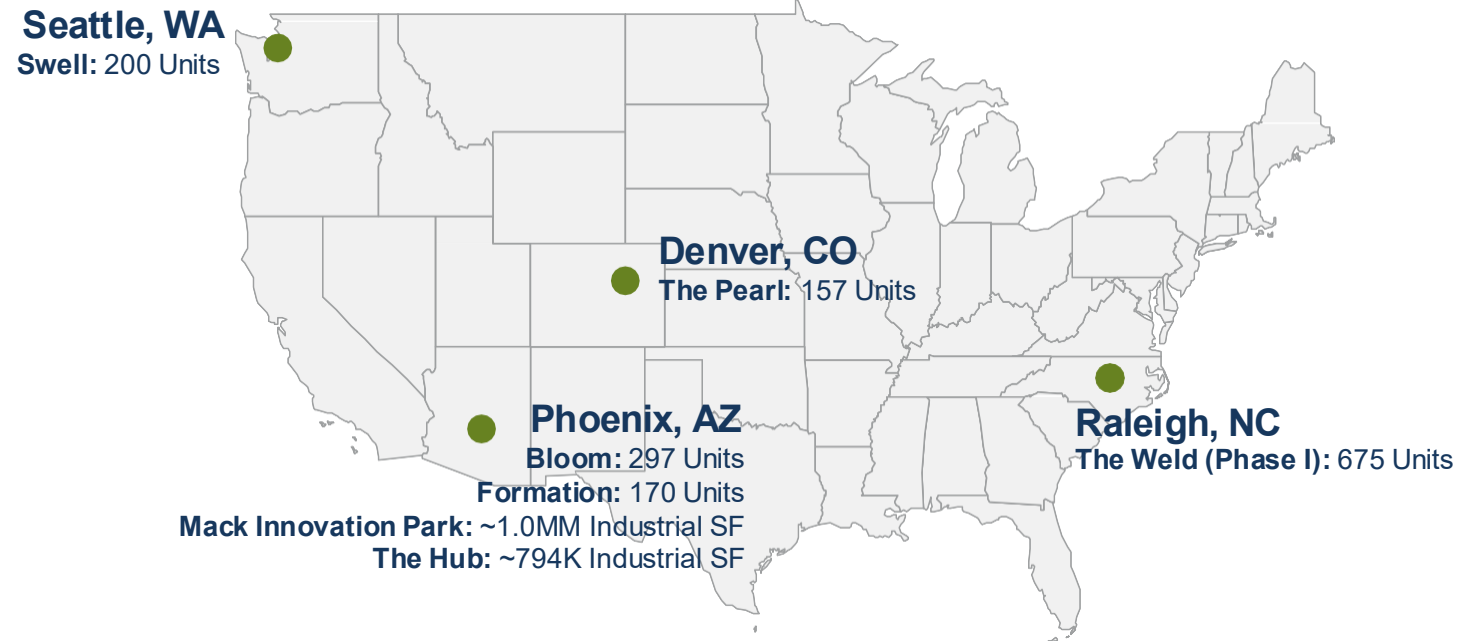 Seattle, WA
Swell: 200 Units
Denver, CO
The Pearl: 157 Units
Phoenix, AZ
Bloom: 297 Units
Formation: 170 Units
Mack Innovation Park: ~1.0MM Industrial SF
The Hub: ~794K Industrial SF
Raleigh, NC
The Weld (Phase I): 675 Units